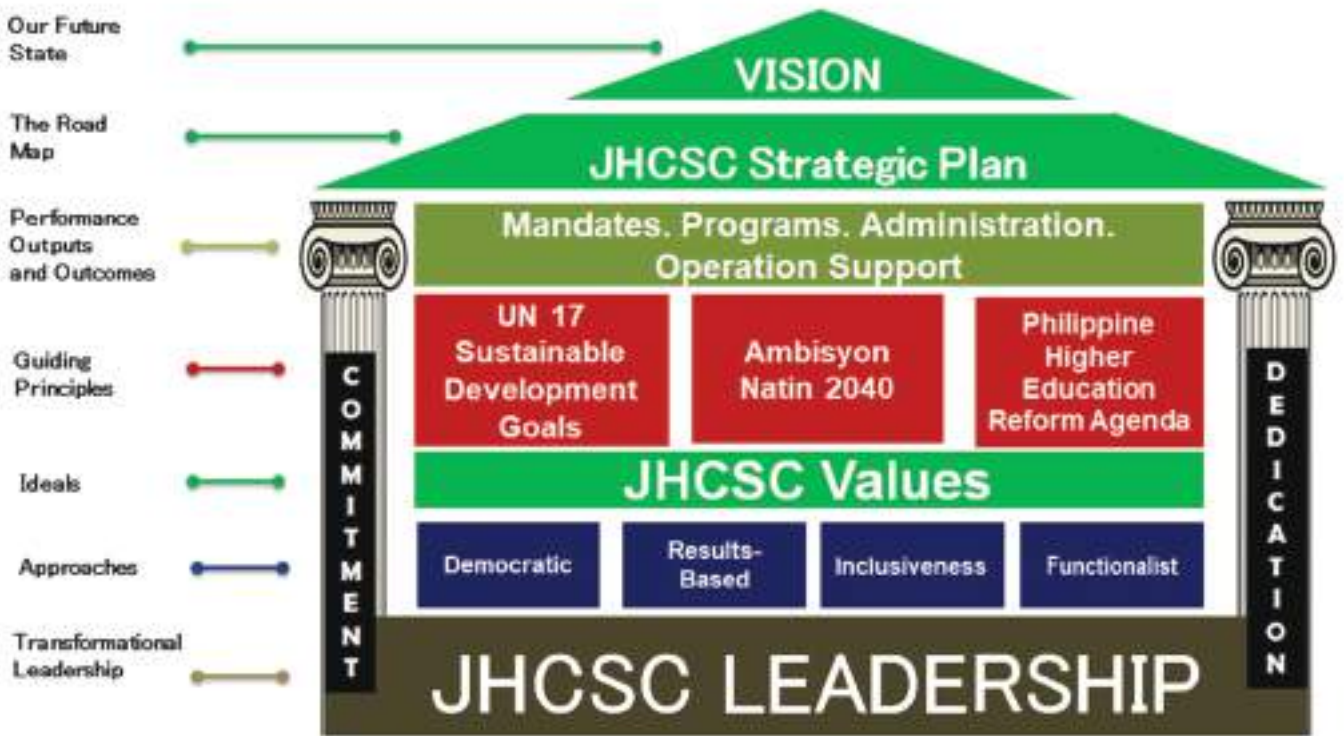 Our Future
State
VISION
The Road
Map
JHCSC Strategic Plan
Performance
Outputs
and Outcomes
Mandates. Programs. Administration.
Operation Support
Guiding
Principles
UN 17
Sustainable
Development
Goals
Ambisyon
Natin 2040
Philippine
Higher
Education
Reform Agenda
COMMITMENT
DEDICATION
Ideals
JHCSC Values
Approaches
Democratic
Results-
Based
Inclusiveness
Functionalist
Transformational
Leadership
JHCSC LEADERSHIP